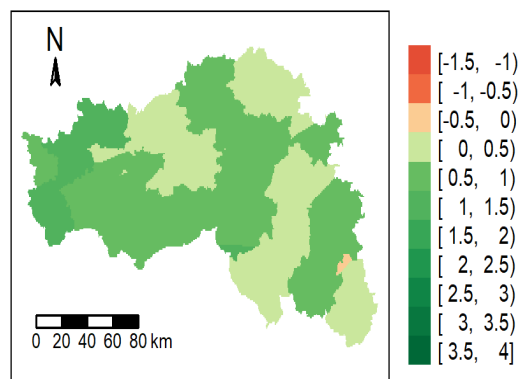 N
0 20 40 60 80 km
[-1.5, -1)
[ -1, -0.5)
[-0.5, 0)
[ 0, 0.5)
[ 0.5, 1)
[ 1, 1.5)
[ 1.5, 2)
[ 2, 2.5)
[ 2.5, 3)
[ 3, 3.5)
[ 3.5, 4]